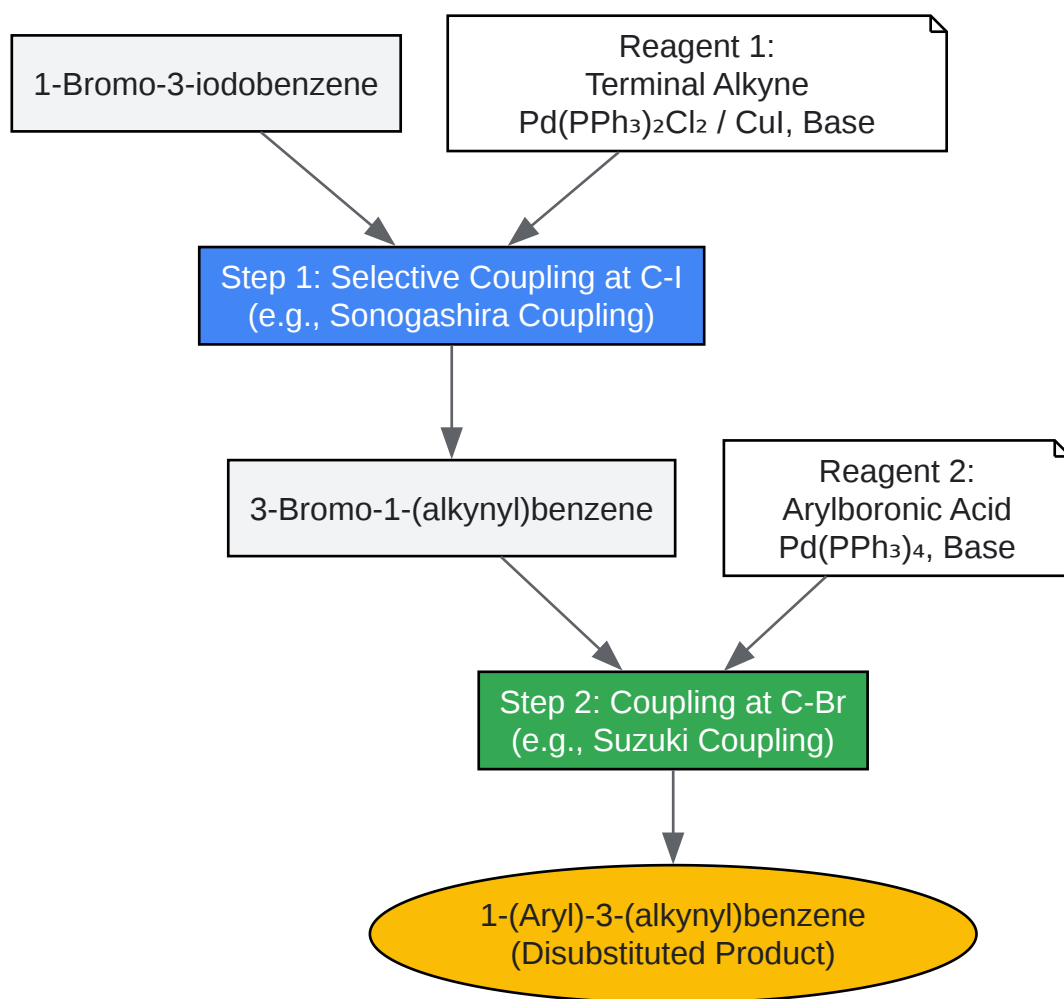 1-Bromo-3-iodobenzene
Reagent 1:
Terminal Alkyne
Pd(PPh₃)₂Cl₂ / CuI, Base
Step 1: Selective Coupling at C-I
(e.g., Sonogashira Coupling)
3-Bromo-1-(alkynyl)benzene
Reagent 2:
Arylboronic Acid
Pd(PPh₃)₄, Base
Step 2: Coupling at C-Br
(e.g., Suzuki Coupling)
1-(Aryl)-3-(alkynyl)benzene
(Disubstituted Product)